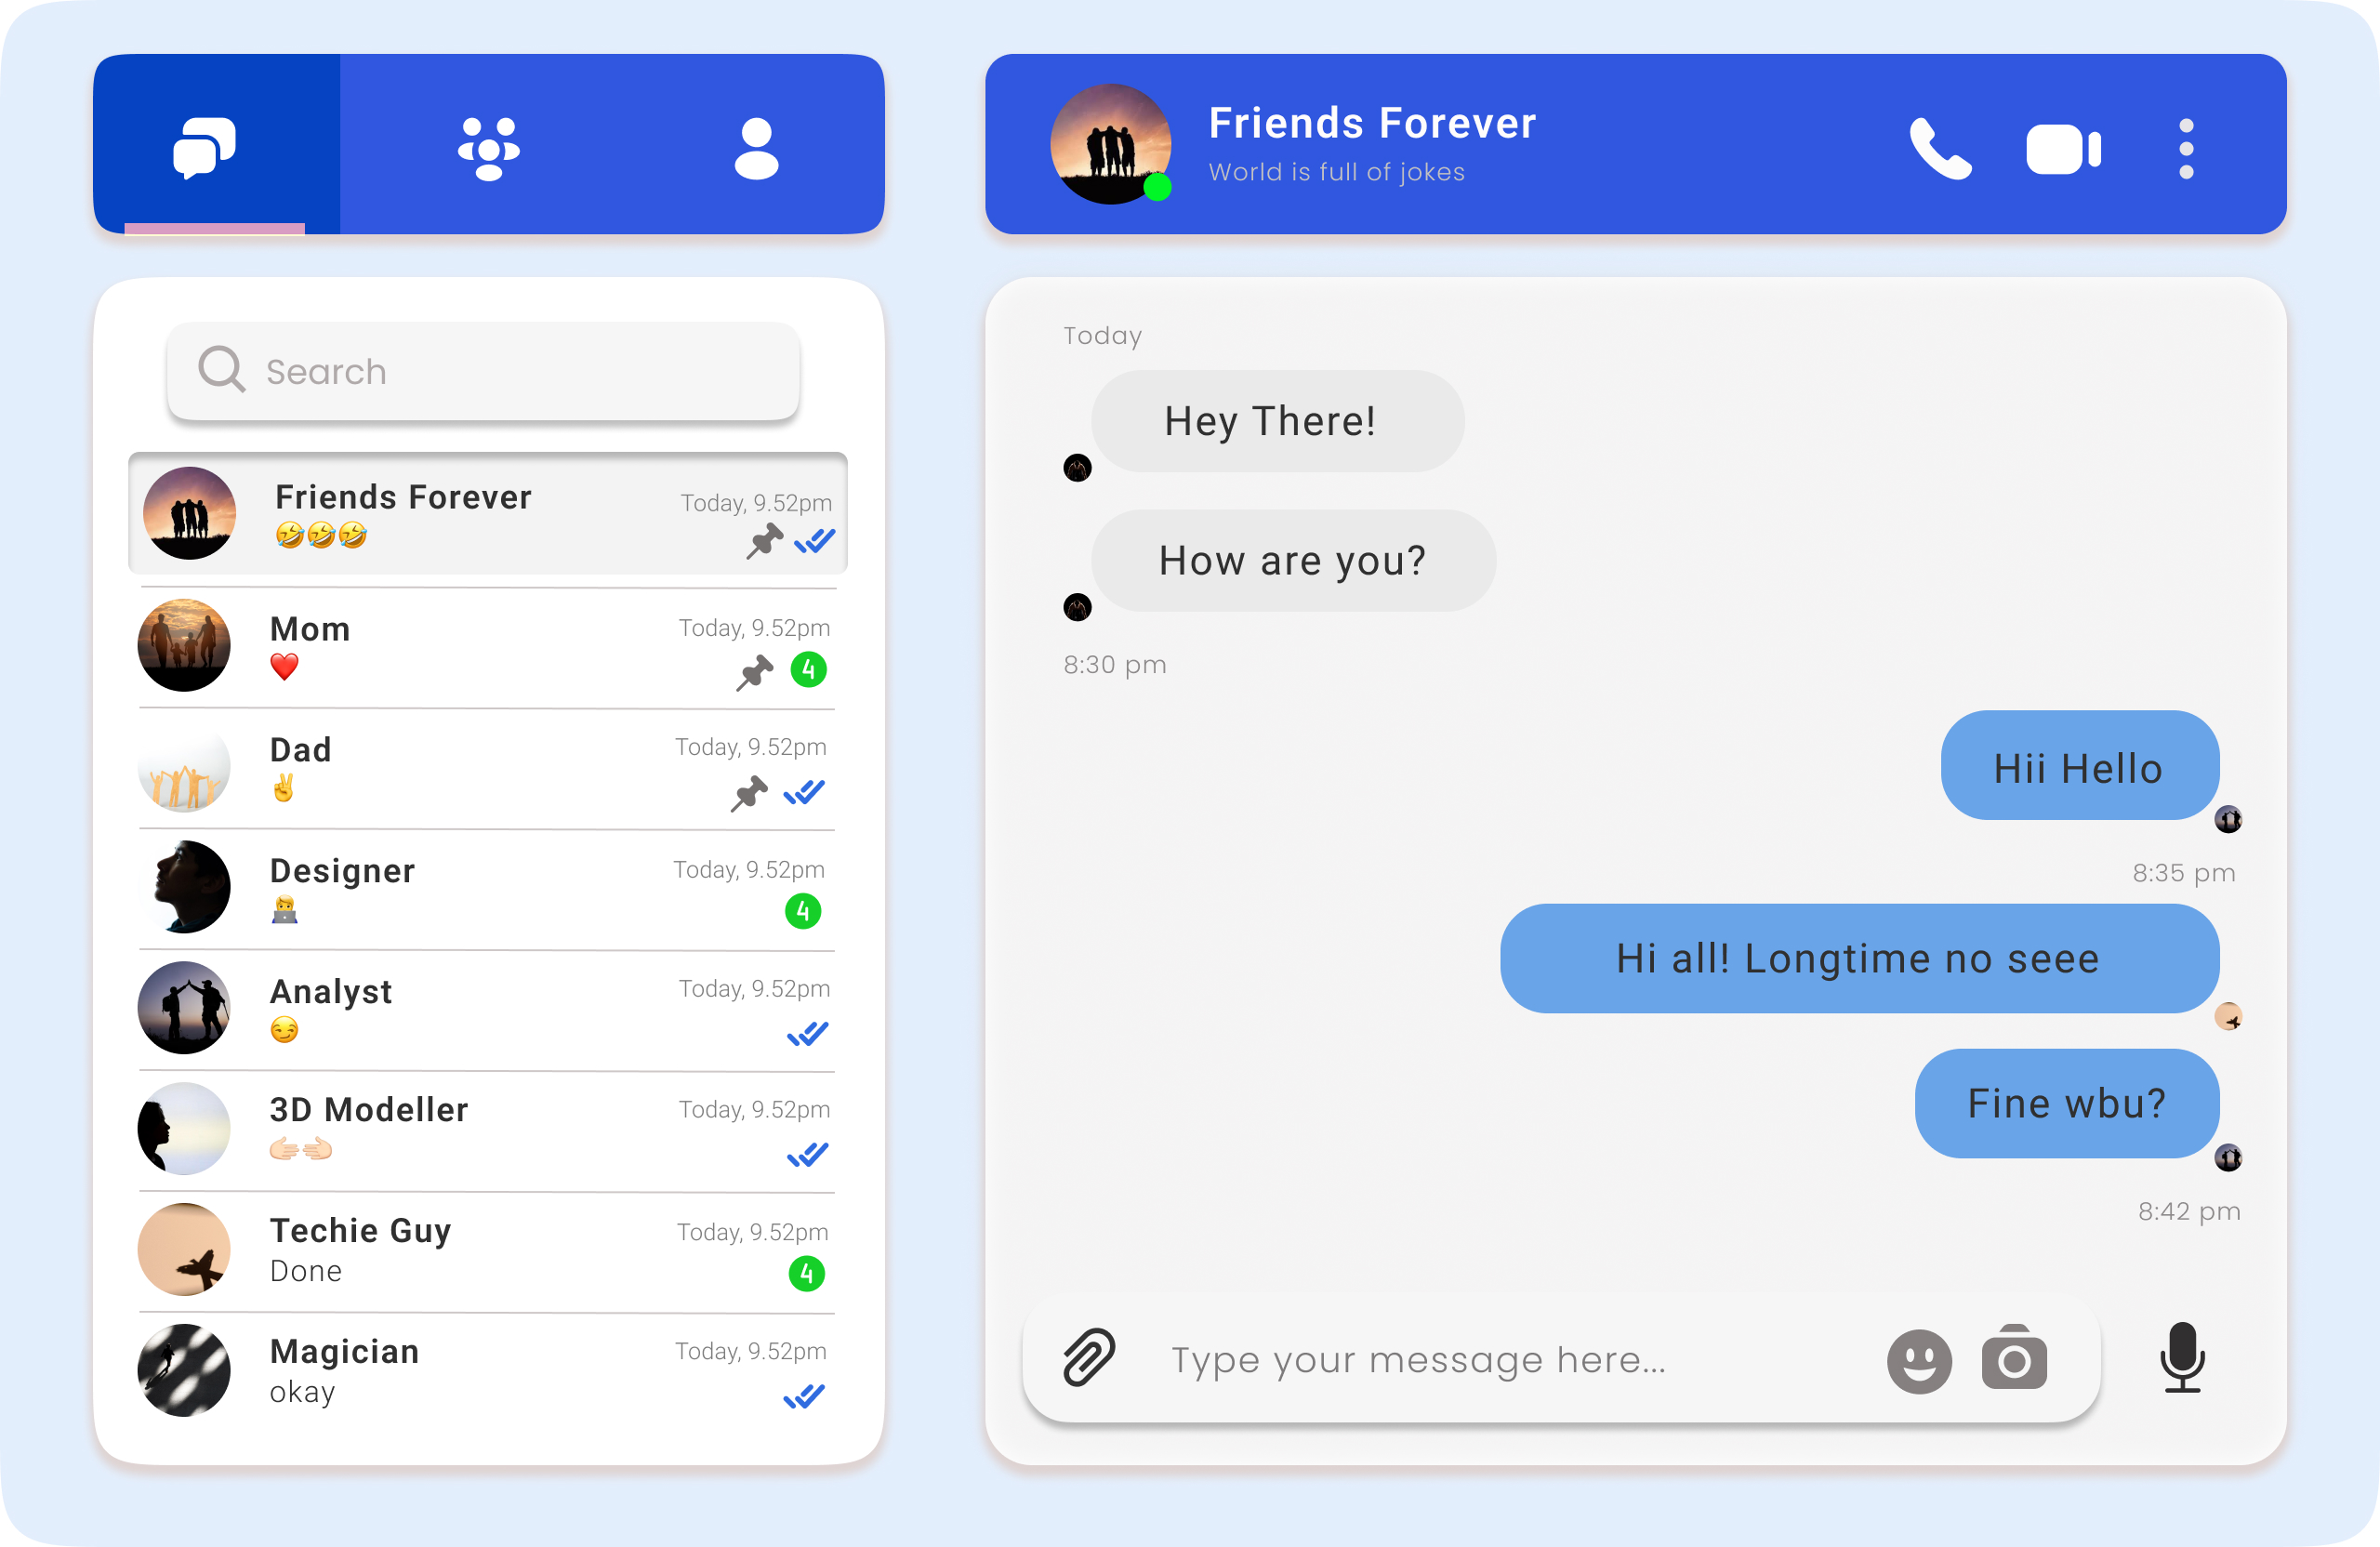 Friends Forever
World is full of jokes
Search
Friends Forever
Today, 9.52pm
🤣🤣🤣
Mom
Today, 9.52pm
❤️
4
Dad
Today, 9.52pm
✌️
Designer
Today, 9.52pm
🧑‍💻
4
Analyst
Today, 9.52pm
😏
3D Modeller
Today, 9.52pm
🫱🏻🫲🏻
Techie Guy
Today, 9.52pm
Done
4
Magician
Today, 9.52pm
okay
Today
Hey There!
How are you?
8:30 pm
Hii Hello
8:35 pm
Hi all! Longtime no seee
Fine wbu?
8:42 pm
Type your message here...